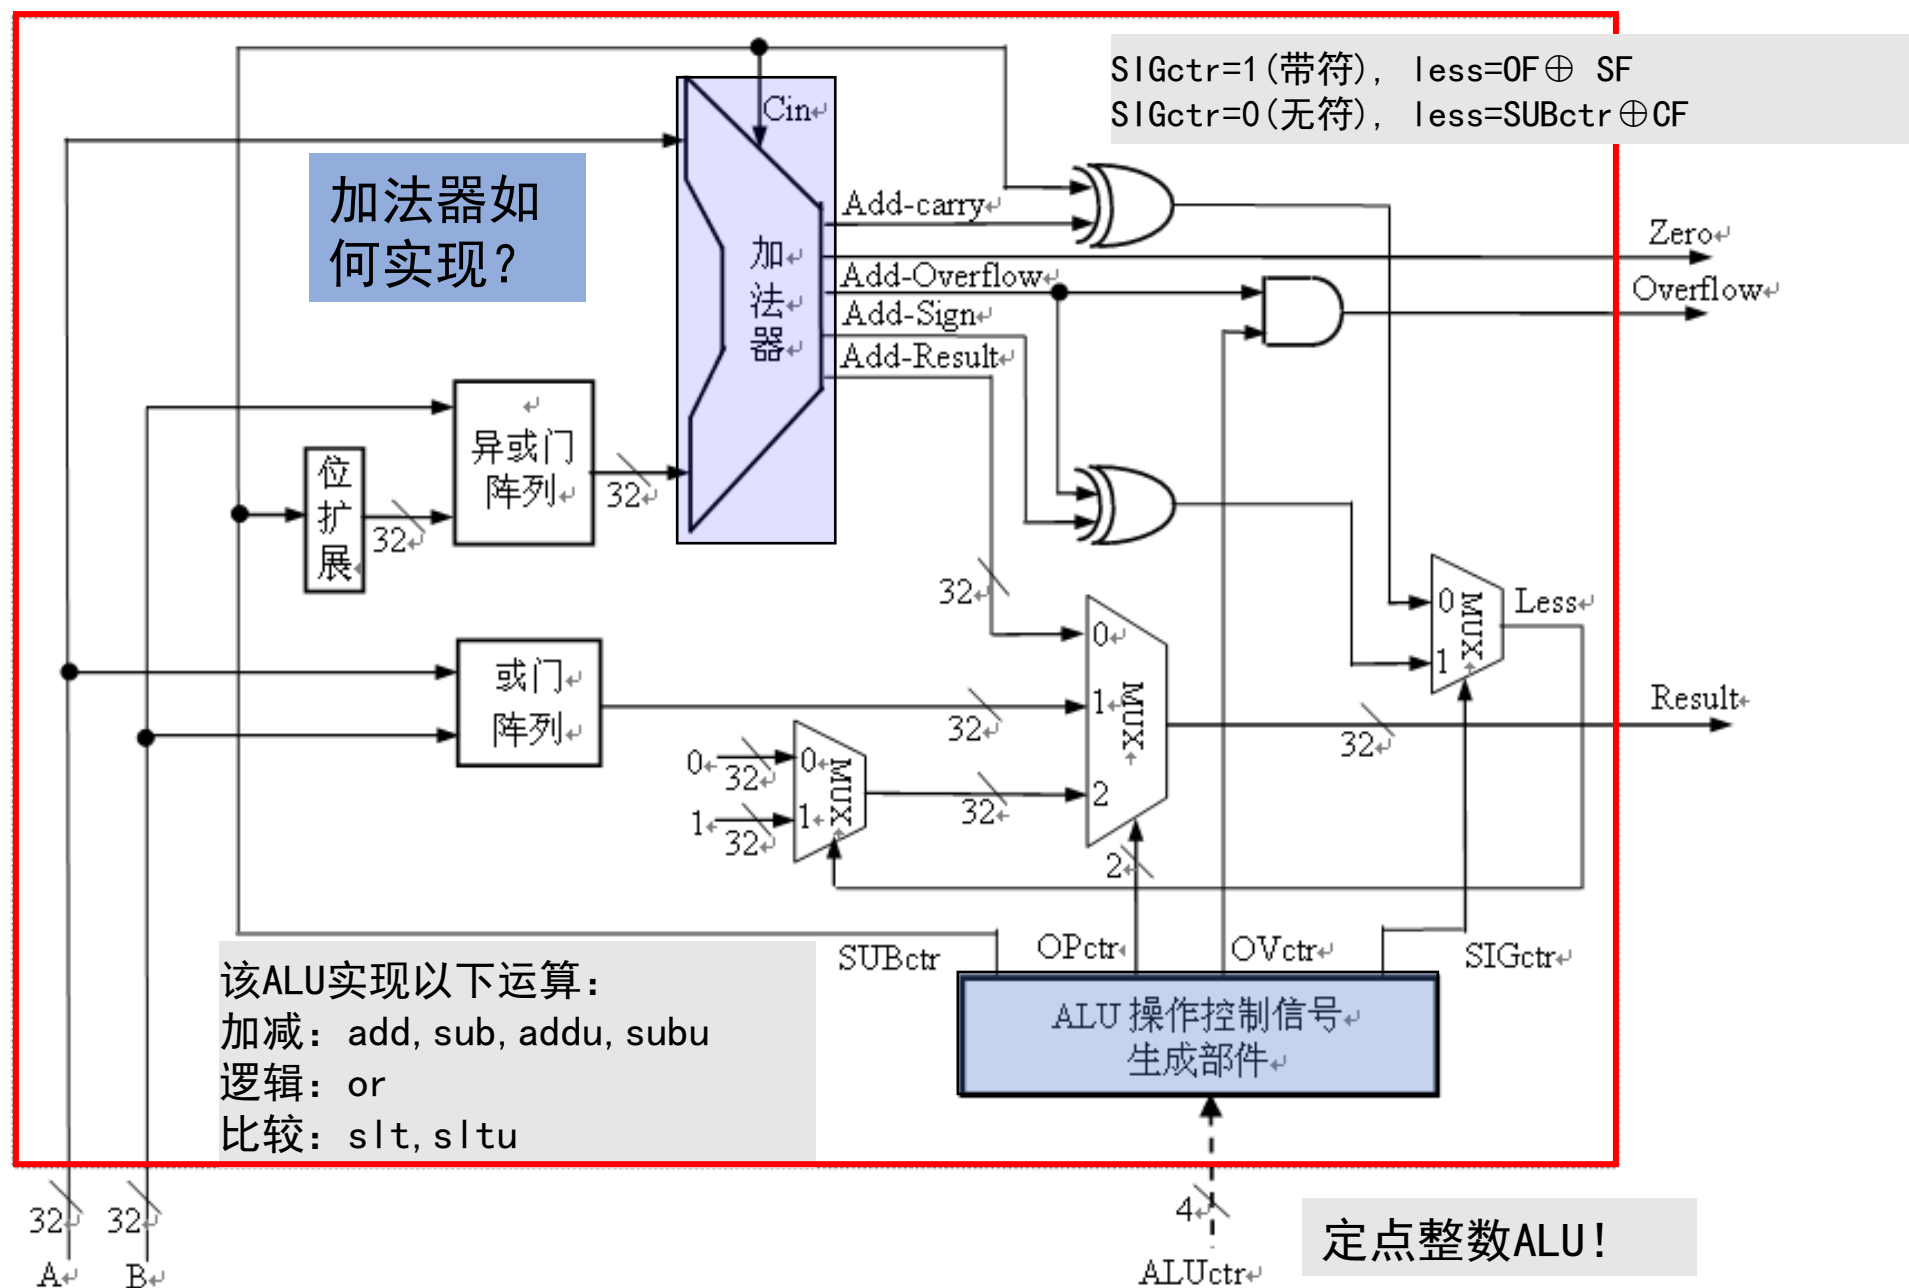 SIGctr=1(带符), less=OF⊕ SF
SIGctr=0(无符), less=SUBctr⊕CF
Cin
加法器如
何实现?
Add-carry
Zero
加
法
器
Add-Overflow
Overflow
Add-Sign
Add-Result
异或门
阵列
32
位
扩
展
32
32
0
MUX
1
Less
或门
阵列
32
0
1
2
MUX
32
Result
0
32
1
32
0
1
MUX
32
2
SUBctr
OPctr
OVctr
SIGctr
该ALU实现以下运算:
加减: add, sub, addu, subu
逻辑: or
比较: slt, sltu
ALU 操作控制信号
生成部件
32
32
4
A
B
ALUctr
定点整数ALU!